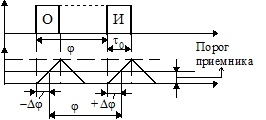 О И
φ τ₀
Порог
приемника
−Δφ φ +Δφ